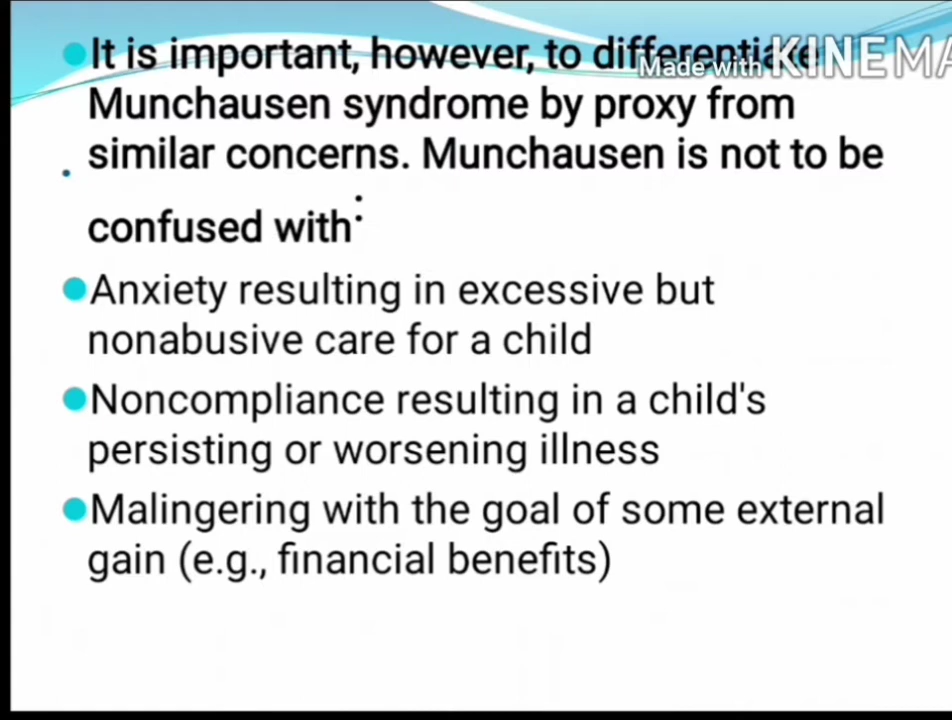 It is important, however, to differentiate
Made with KINEMA
Munchausen syndrome by proxy from
similar concerns. Munchausen is not to be
confused with:
Anxiety resulting in excessive but
nonabusive care for a child
Noncompliance resulting in a child's
persisting or worsening illness
Malingering with the goal of some external
gain (e.g., financial benefits)